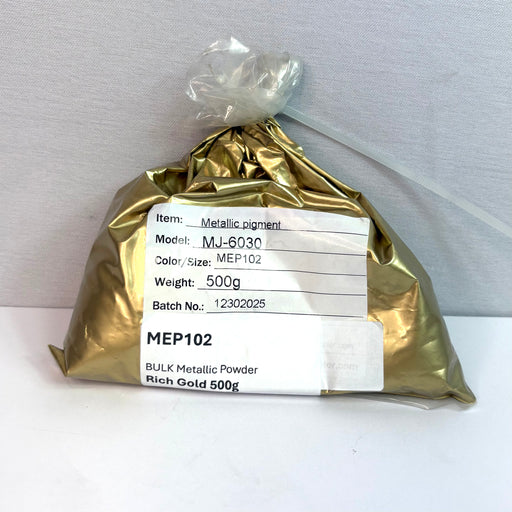 Item: Metallic pigment
Model: MJ-6030
Color/Size: MEP102
Weight: 500g
Batch No.: 12302025
MEP102
BULK Metallic Powder
Rich Gold 500g